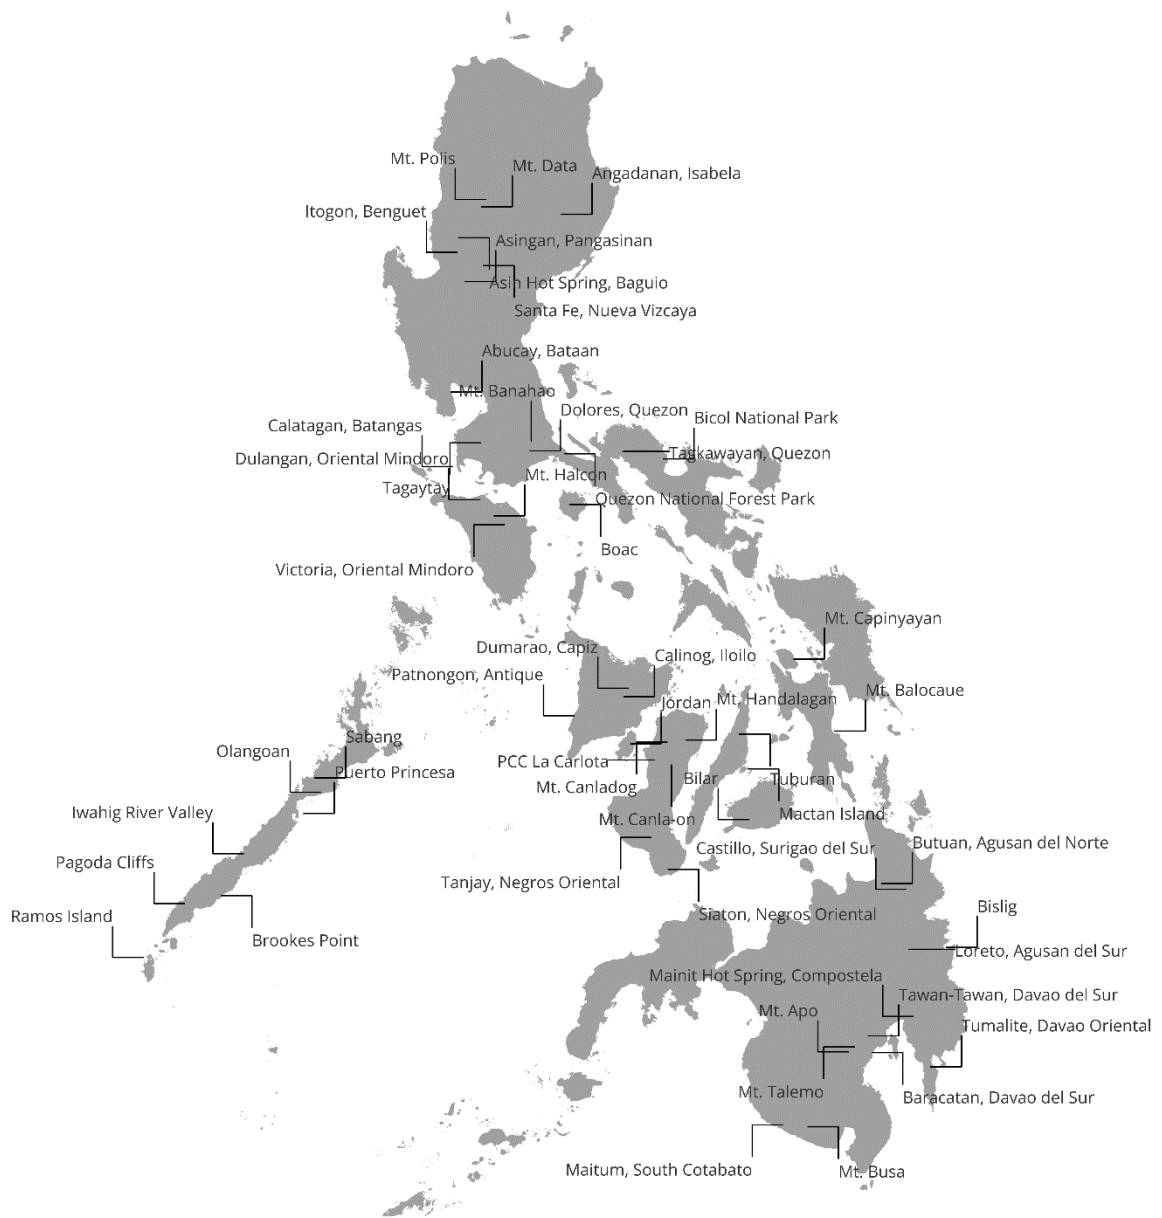 Mt. Polis
Mt. Data
Angadanan, Isabela
Itogon, Benguet
Asingan, Pangasinan
Asin Hot Spring, Baguio
Santa Fe, Nueva Vizcaya
Abucay, Bataan
Mt. Banahao
Dolores, Quezon
Bicol National Park
Calatagan, Batangas
Tagkawayan, Quezon
Dulangan, Oriental Mindoro
Mt. Halcon
Tagaytay
Quezon National Forest Park
Boac
Victoria, Oriental Mindoro
Mt. Capinyayan
Dumarao, Capiz
Calinog, Iloilo
Patnongon, Antique
Mt. Balocaue
Jordan
Mt. Handalagan
Sabang
Olangoan
PCC La Carlota
Puerto Princesa
Bilar
Tuburan
Mt. Canladog
Iwahig River Valley
Mactan Island
Mt. Canla-on
Butuan, Agusan del Norte
Castillo, Surigao del Sur
Pagoda Cliffs
Tanjay, Negros Oriental
Bislig
Ramos Island
Siaton, Negros Oriental
Brookes Point
Loreto, Agusan del Sur
Mainit Hot Spring, Compostela
Tawan-Tawan, Davao del Sur
Mt. Apo
Tumalite, Davao Oriental
Mt. Talemo
Baracatan, Davao del Sur
Maitum, South Cotabato
Mt. Busa